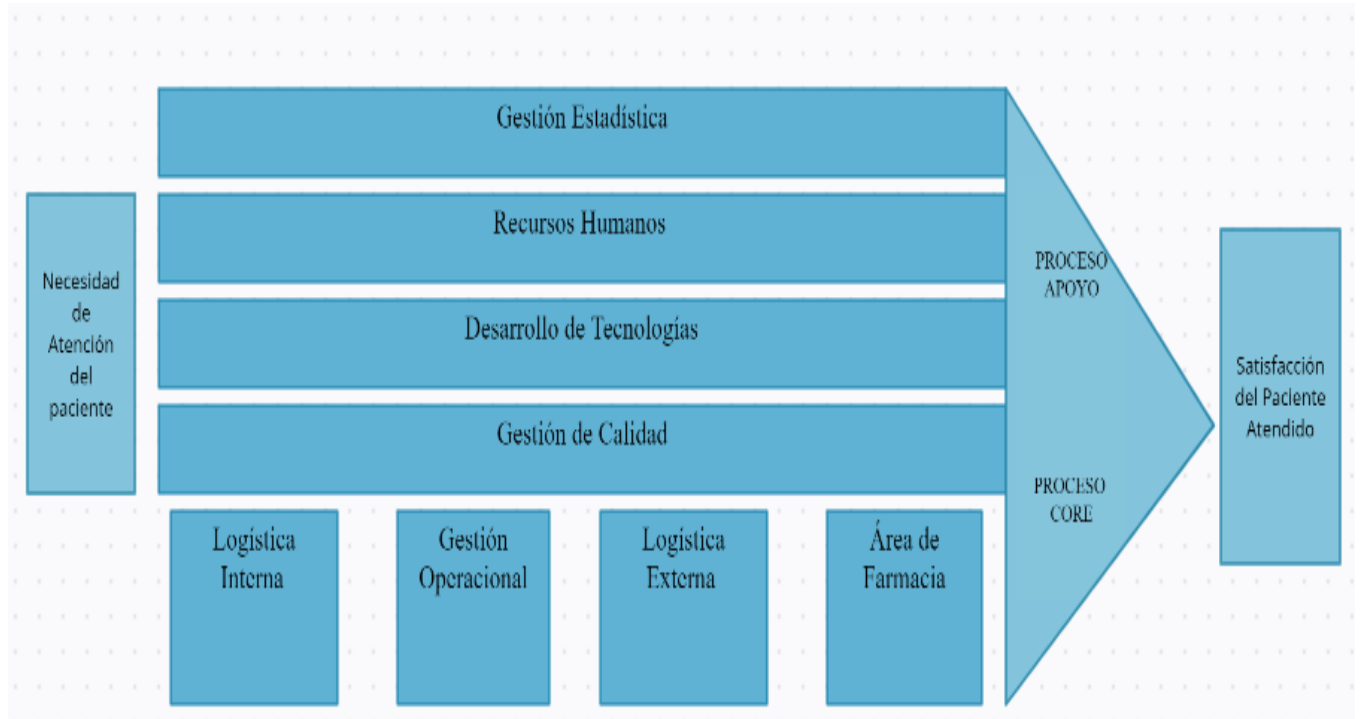 Gestión Estadística
Recursos Humanos
Desarrollo de Tecnologías
Gestión de Calidad
Necesidad
de
Atención
del
paciente
Logística
Interna
Gestión
Operacional
Logística
Externa
Área de
Farmacia
PROCESO
APOYO
PROCESO
CORE
Satisfacción
del Paciente
Atendido